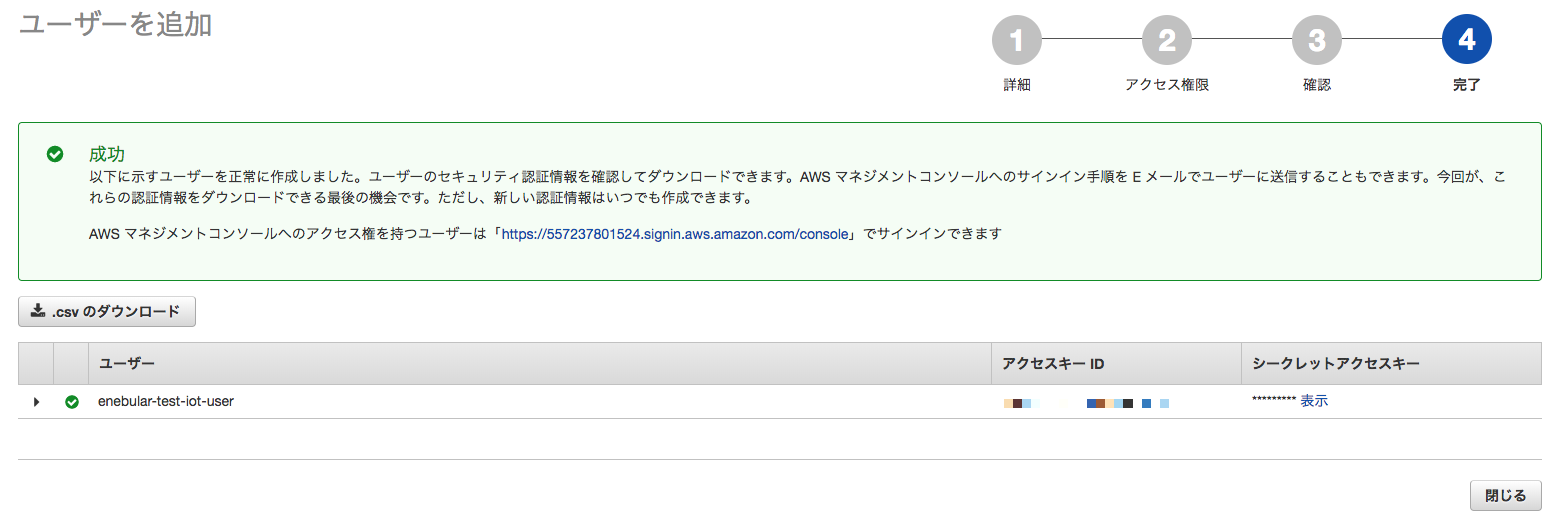 ユーザーを追加
1
2
3
4
詳細
アクセス権限
確認
完了
成功
以下に示すユーザーを正常に作成しました。ユーザーのセキュリティ認証情報を確認してダウンロードできます。AWS マネジメントコンソールへのサインイン手順を E メールでユーザーに送信することもできます。今回が、こ
れらの認証情報をダウンロードできる最後の機会です。ただし、新しい認証情報はいつでも作成できます。
AWS マネジメントコンソールへのアクセス権を持つユーザーは「https://557237801524.signin.aws.amazon.com/console」でサインインできます
.csv のダウンロード
ユーザー アクセスキー ID シークレットアクセスキー
enebular-test-iot-user ********* 表示
閉じる